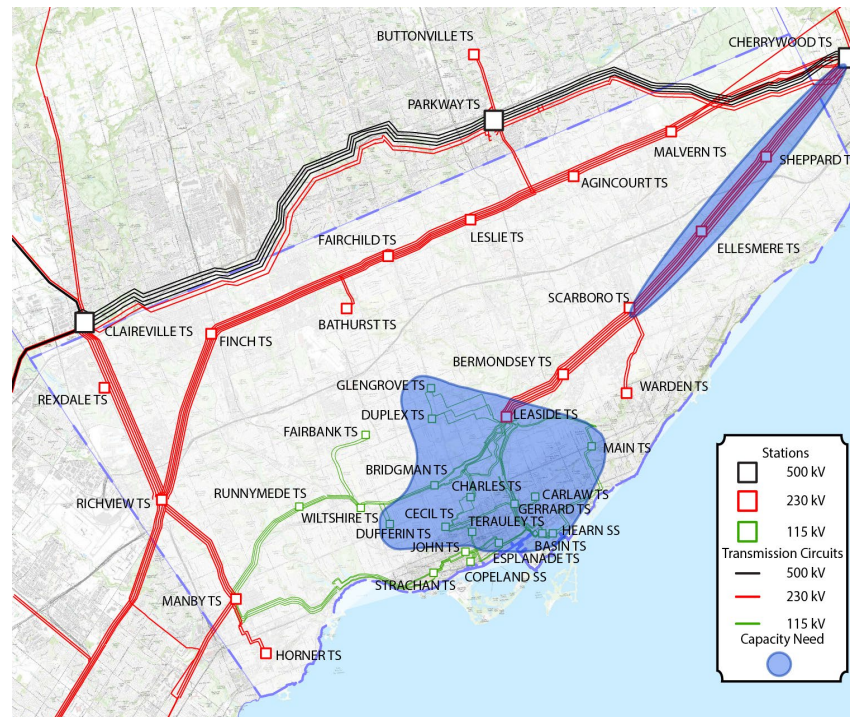 BUTTONVILLE TS
CHERRYWOOD TS
PARKWAY TS
MALVERN TS
SHEPPARD T
AGINCOURT TS
LESLIE TS
FAIRCHILD TS
ELLESMERE TS
SCARBORO TS
BATHURST TS
CLAIREVILLE TS
FINCH TS
BERMONDSEY TS
REXDALE TS
GLENGROVE TS
WARDEN TS
DUPLEX TS
LEASIDE TS
FAIRBANK TS
MAIN TS
BRIDGMAN TS
CHARLES TS
RICHVIEW TS
RUNNYMEDE TS
CARLAW TS
WILTSHIRE TS
CECIL TS
GERRARD TS
TERAULEY TS
DUFFERIN TS
HEARN SS
JOHN TS
BASIN TS
ESPLANADE TS
STRACHAN TS
COPELAND SS
MANBY TS
HORNER TS
Stations
500 kV
230 kV
115 kV
Transmission Circuits
500 kV
230 kV
115 kV
Capacity Need